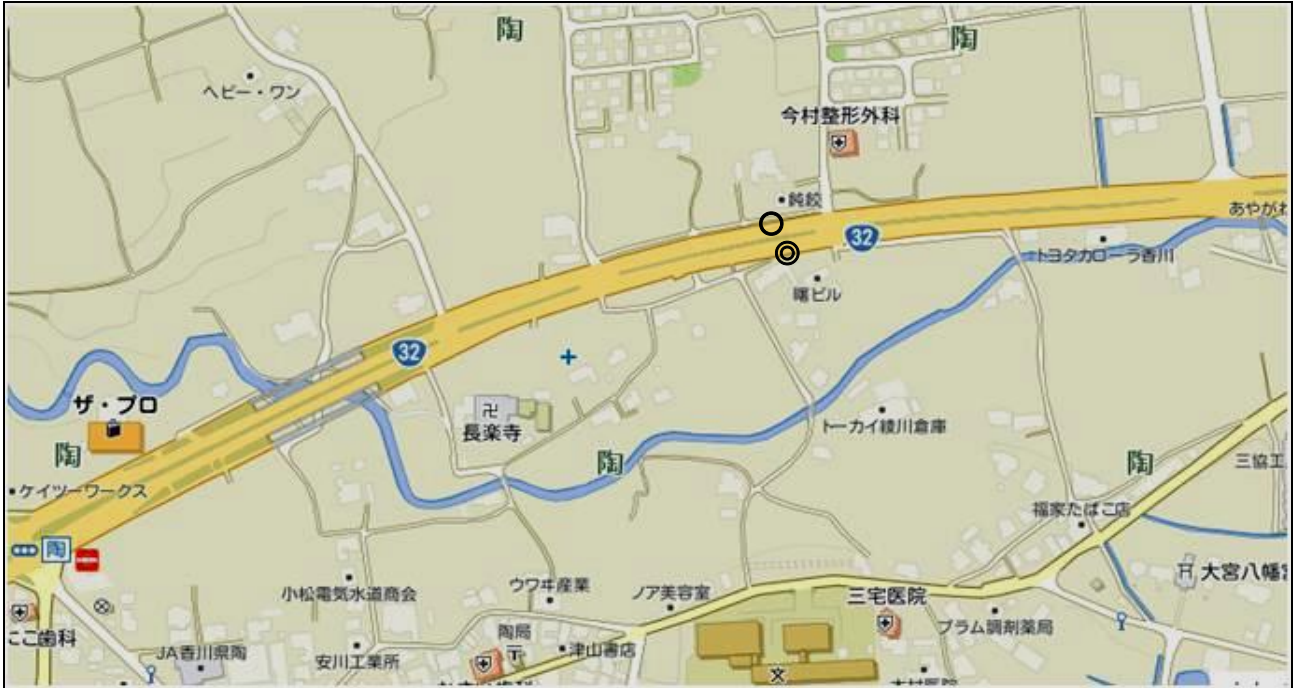 陶
陶
ヘビー・ワン
今村整形外科
飩餃
あやがわ
32
トヨタカローラ香川
曙ビル
32
ザ・プロ
卍
長楽寺
トーカイ綾川倉庫
陶
陶
陶
三協工
ケイツーワークス
福家たばこ店
陶
大宮八幡宮
小松電気水道商会
ウワヰ産業
ノア美容室
三宅医院
ここ歯科
陶局
プラム調剤薬局
JA香川県陶
安川工業所
津山書店
文